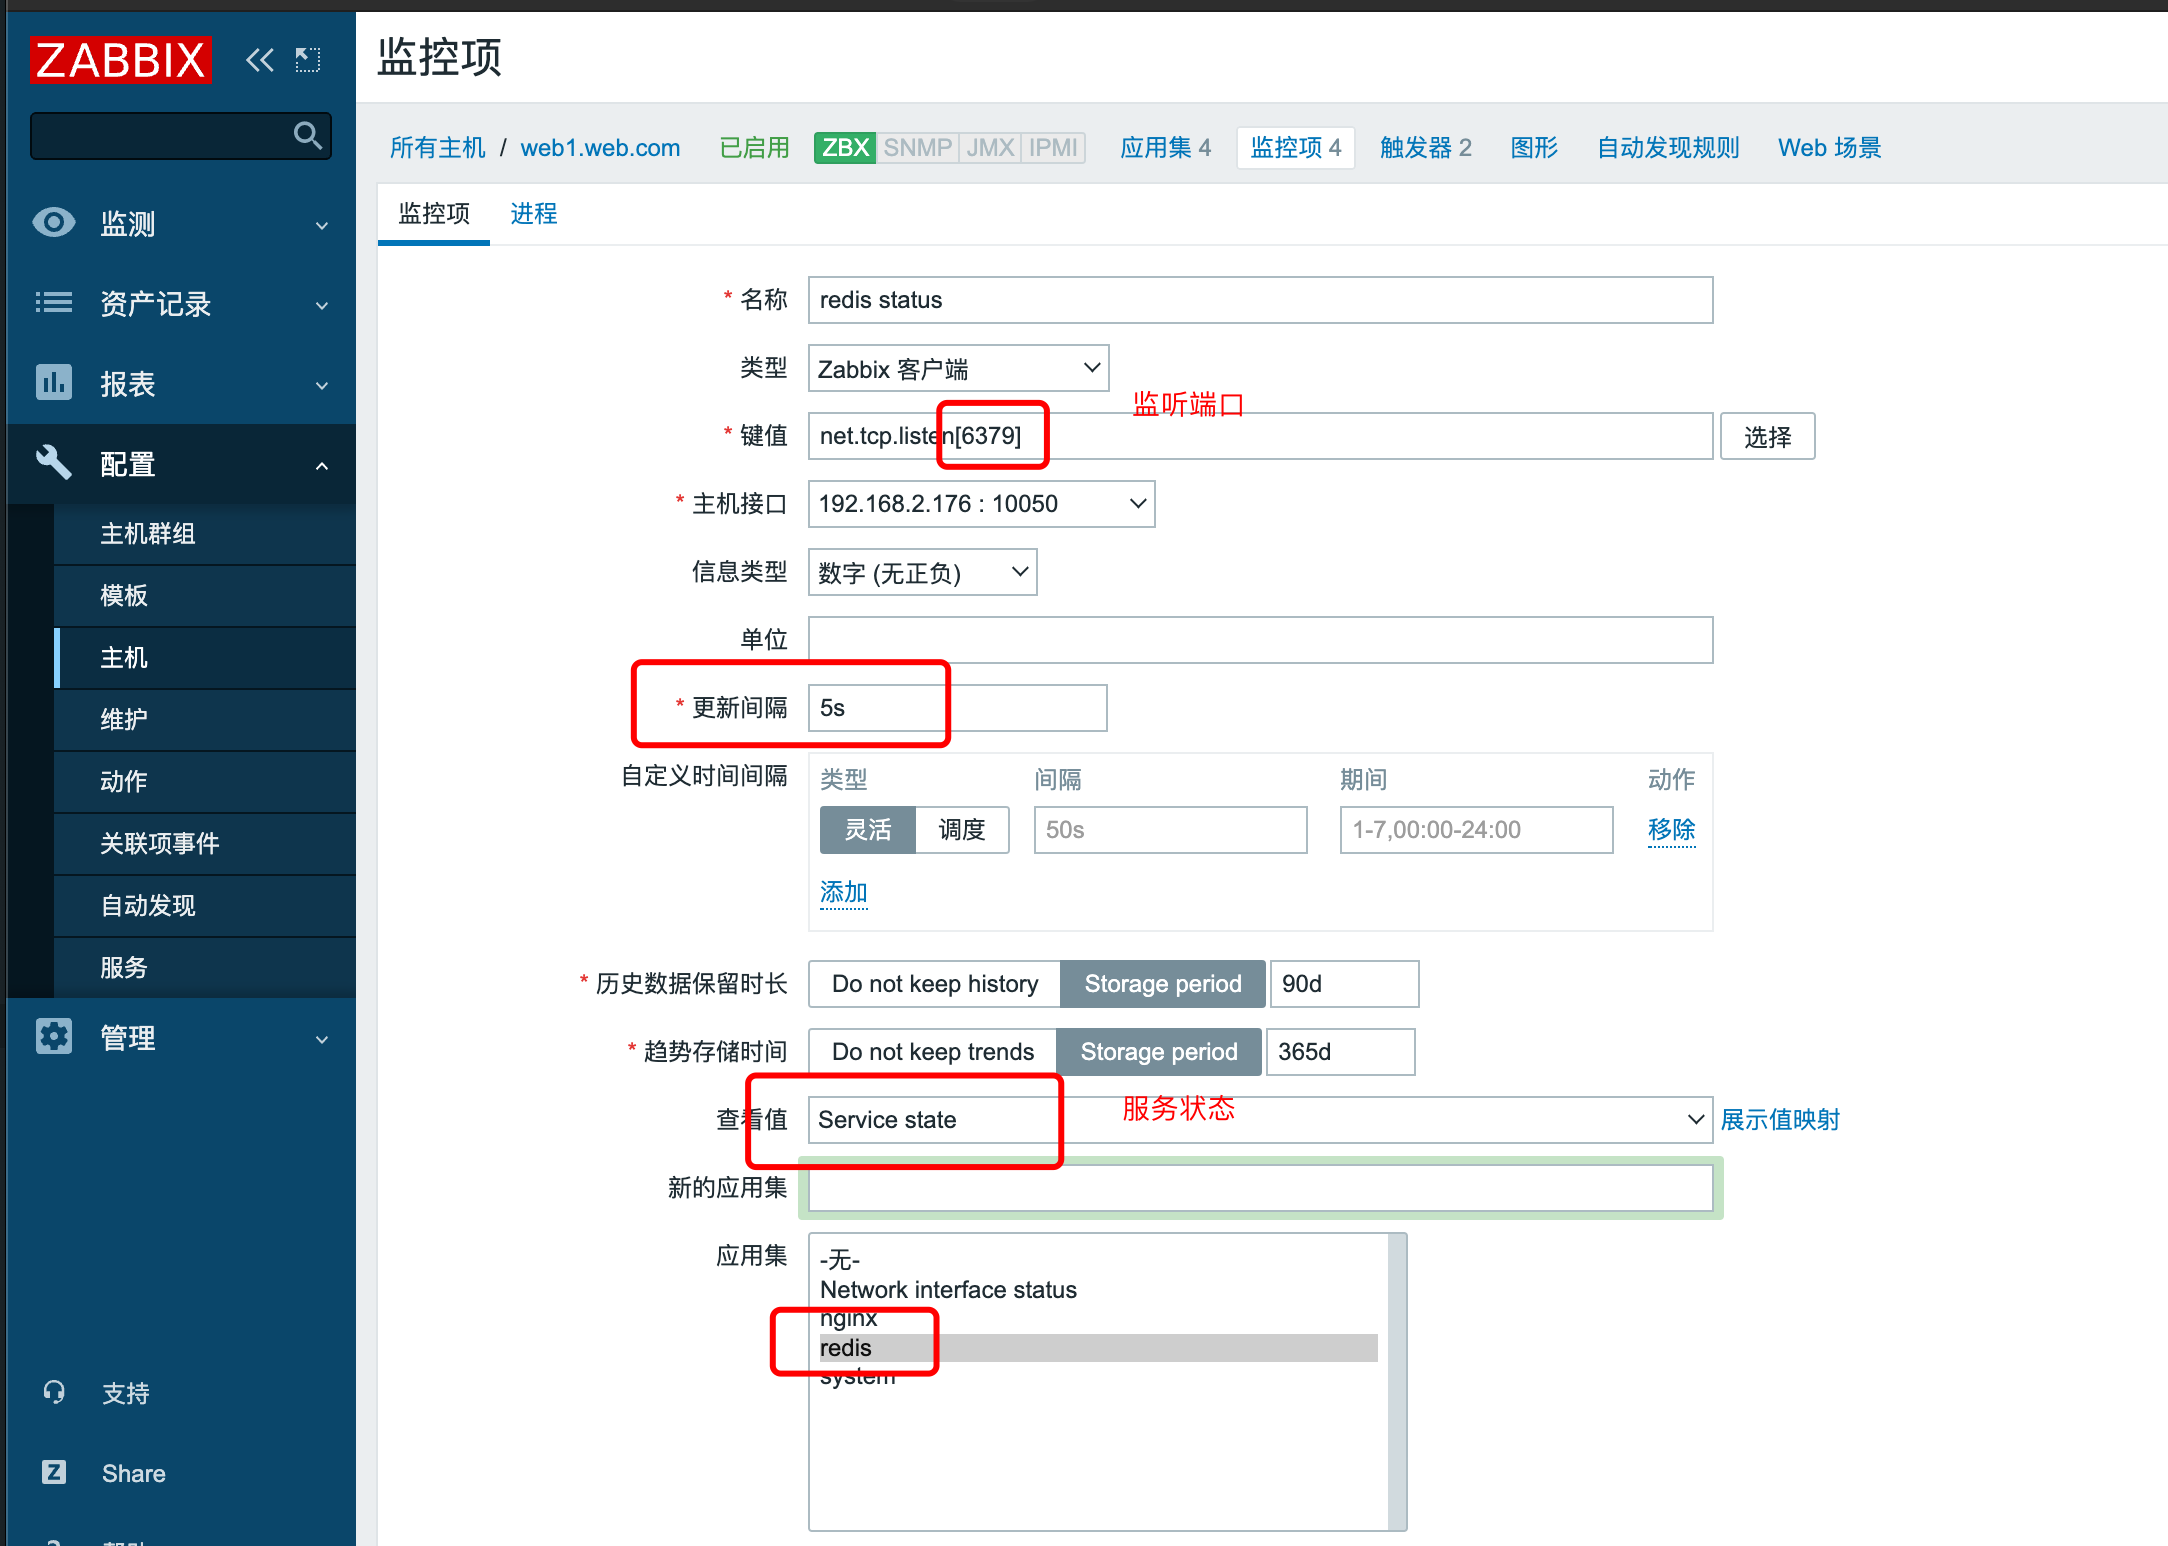 ZABBIX
监控项
所有主机 / web1.web.com 已启用 ZBX SNMP JMX IPMI 应用集 4 监控项 4 触发器 2 图形 自动发现规则 Web 场景
监控项 进程
监测
资产记录
报表
配置
主机群组
模板
主机
维护
动作
关联项事件
自动发现
服务
管理
支持
Share
* 名称 redis status
类型 Zabbix 客户端
监听端口
* 键值 net.tcp.listen[6379] 选择
* 主机接口 192.168.2.176 : 10050
信息类型 数字 (无正负)
单位
* 更新间隔 5s
自定义时间间隔 类型 间隔 期间 动作
灵活 调度 50s 1-7,00:00-24:00 移除
添加
* 历史数据保留时长 Do not keep history Storage period 90d
* 趋势存储时间 Do not keep trends Storage period 365d
服务状态
查看值 Service state 展示值映射
新的应用集
应用集 -无-
Network interface status
nginx
redis
system